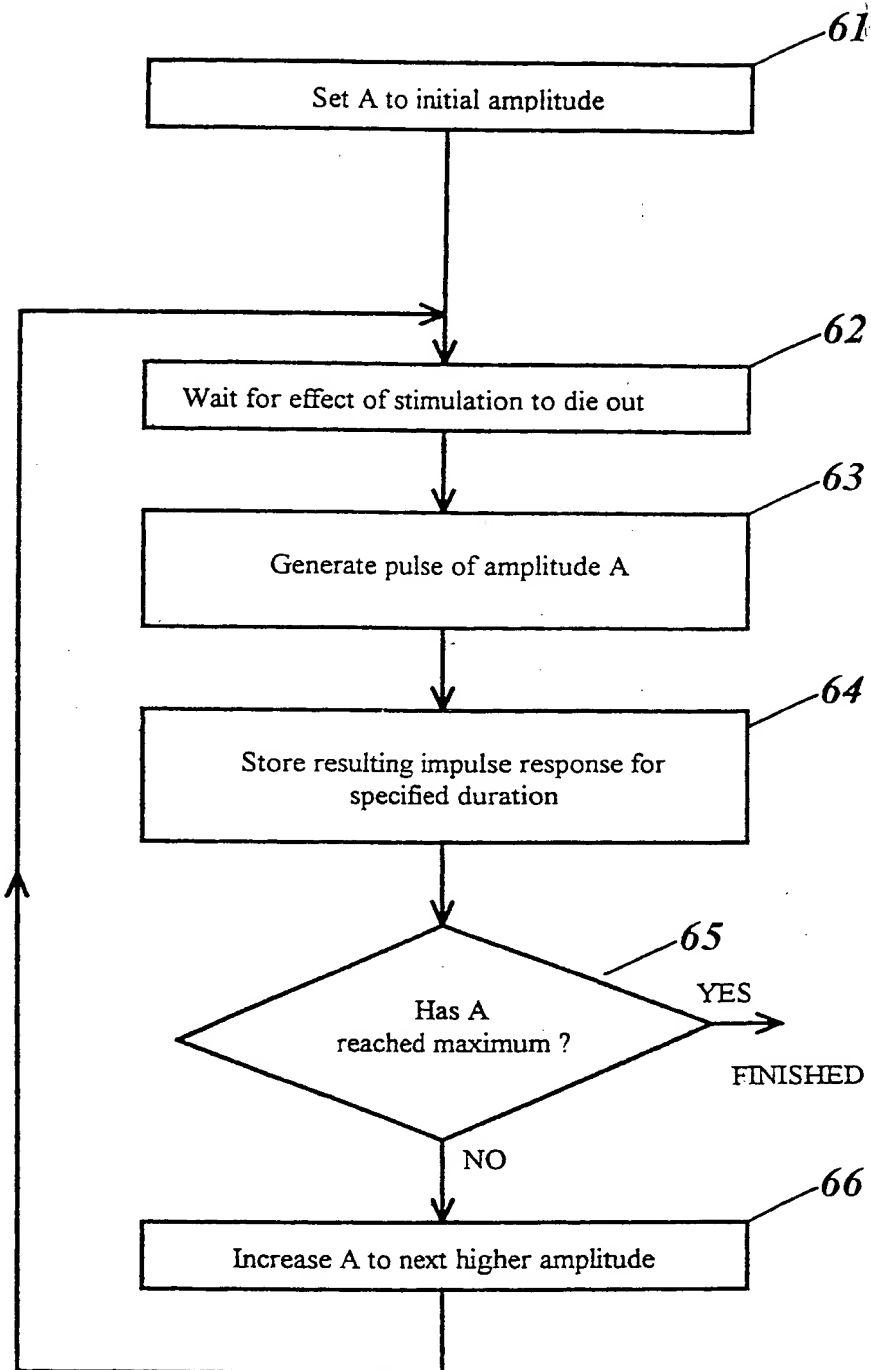 61
Set A to initial amplitude
62
Wait for effect of stimulation to die out
63
Generate pulse of amplitude A
64
Store resulting impulse response for
specified duration
65
Has A
reached maximum ?
YES
FINISHED
NO
66
Increase A to next higher amplitude